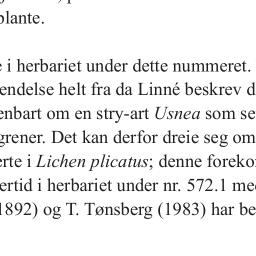 plante.
e i herbariet under dette nummeret.
endelse helt fra da Linné beskrev d
enbart om en stry-art Usnea som se
grener. Det kan derfor dreie seg om
erte i Lichen plicatus; denne foreko
ertid i herbariet under nr. 572.1 me
1892) og T. Tønsberg (1983) har be